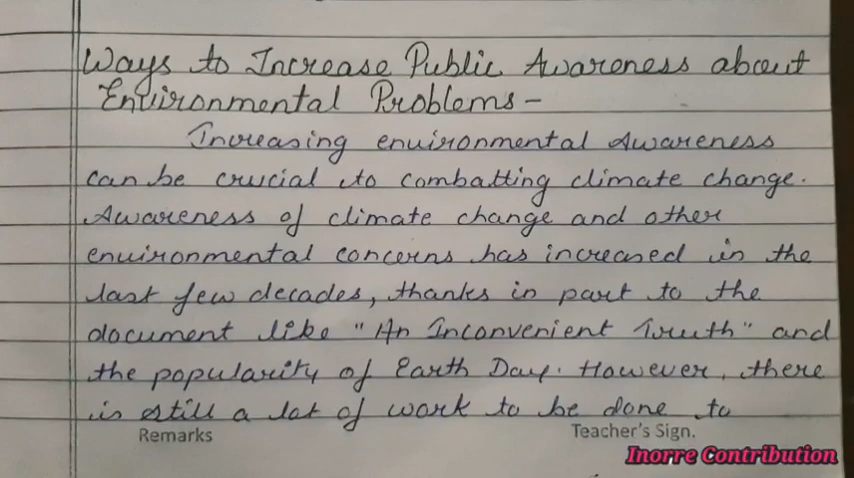 Ways to Increase Public Awareness about
Environmental Problems-
Increasing environmental Awareness
can be crucial to combatting climate change.
Awareness of climate change and other
environmental concerns has increased in the
last few decades, thanks in part to the
document like "An Inconvenient Truth" and
the popularity of Earth Day. However, there
is still a lot of work to be done to
Remarks Teacher's Sign.
Inorre Contribution